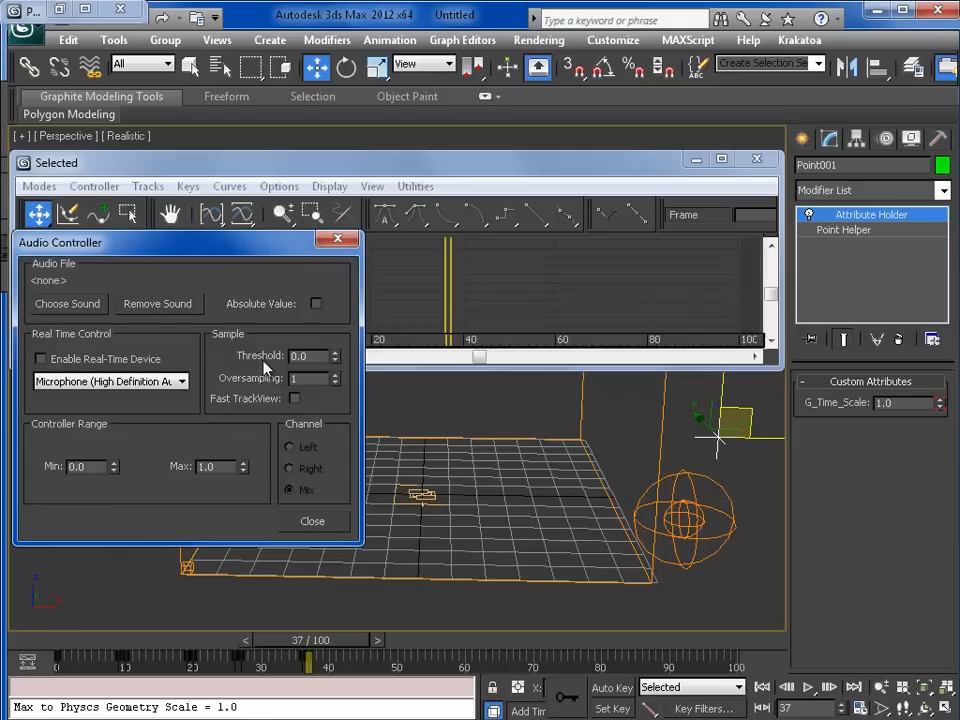 P...
Autodesk 3ds Max 2012 x64 Untitled
Type a keyword or phrase
Edit Tools Group Views Create Modifiers Animation Graph Editors Rendering Customize MAXScript Help Krakatoa
All View 3 ABC Create Selection Se
Graphite Modeling Tools Freeform Selection Object Paint
Polygon Modeling
[ + ] [ Perspective ] [ Realistic ]
Selected
Modes Controller Tracks Keys Curves Options Display View Utilities
Frame
Audio Controller
Audio File
<none>
Choose Sound Remove Sound Absolute Value:
Real Time Control Sample
Enable Real-Time Device Threshold: 0.0
Microphone (High Definition Au Oversampling: 1
Fast TrackView:
Controller Range Channel
Left
Min: 0.0 Max: 1.0 Right
Mix
Close
20 40 60 80 100
Point001
Modifier List
Attribute Holder
Point Helper
Custom Attributes
G_Time_Scale: 1.0
y
z
x
< 37 / 100 >
0 10 20 30 40 50 60 70 80 90 100
X: Auto Key Selected
Max to Physcs Geometry Scale = 1.0
Add Tim Set Key Key Filters... 37